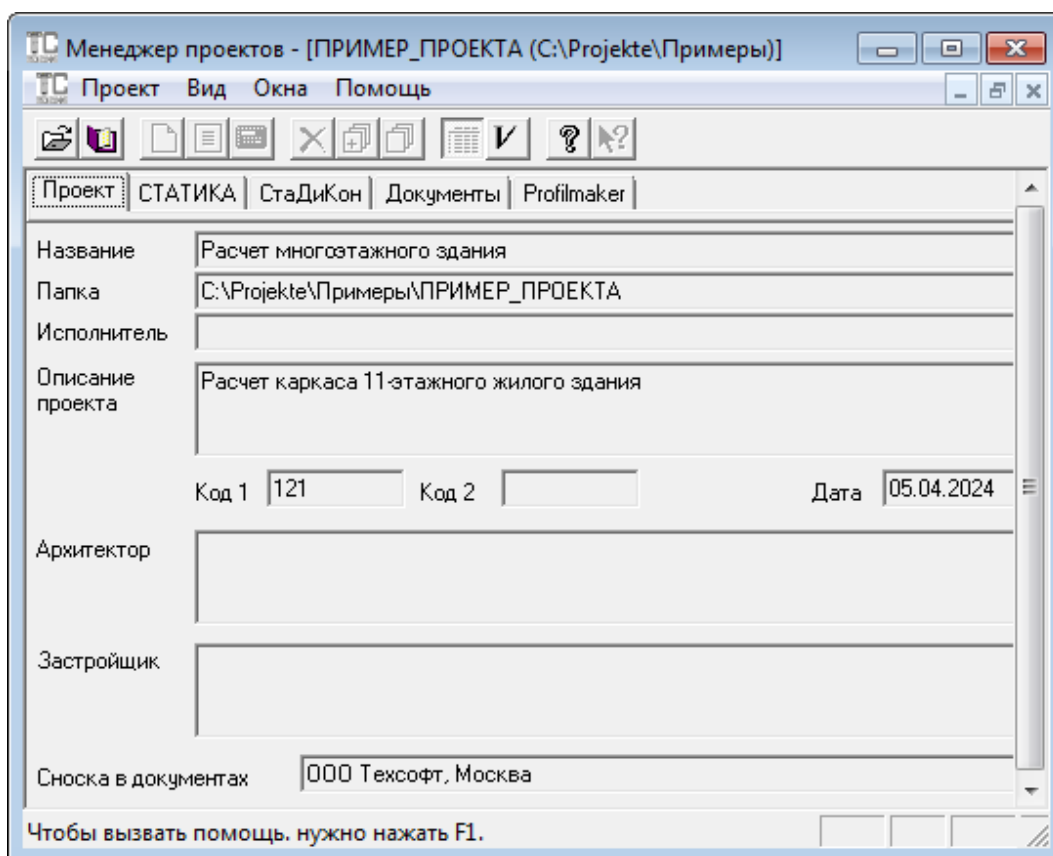 Менеджер проектов - [ПРИМЕР_ПРОЕКТА (C:\Projekte\Примеры)]
Проект Вид Окна Помощь
Проект СТАТИКА СтаДиКон Документы Profilmaker
Название Расчет многоэтажного здания
Папка C:\Projekte\Примеры\ПРИМЕР_ПРОЕКТА
Исполнитель
Описание проекта Расчет каркаса 11-этажного жилого здания
Код 1 121 Код 2 Дата 05.04.2024
Архитектор
Застройщик
Сноска в документах ООО Техсофт, Москва
Чтобы вызвать помощь. нужно нажать F1.